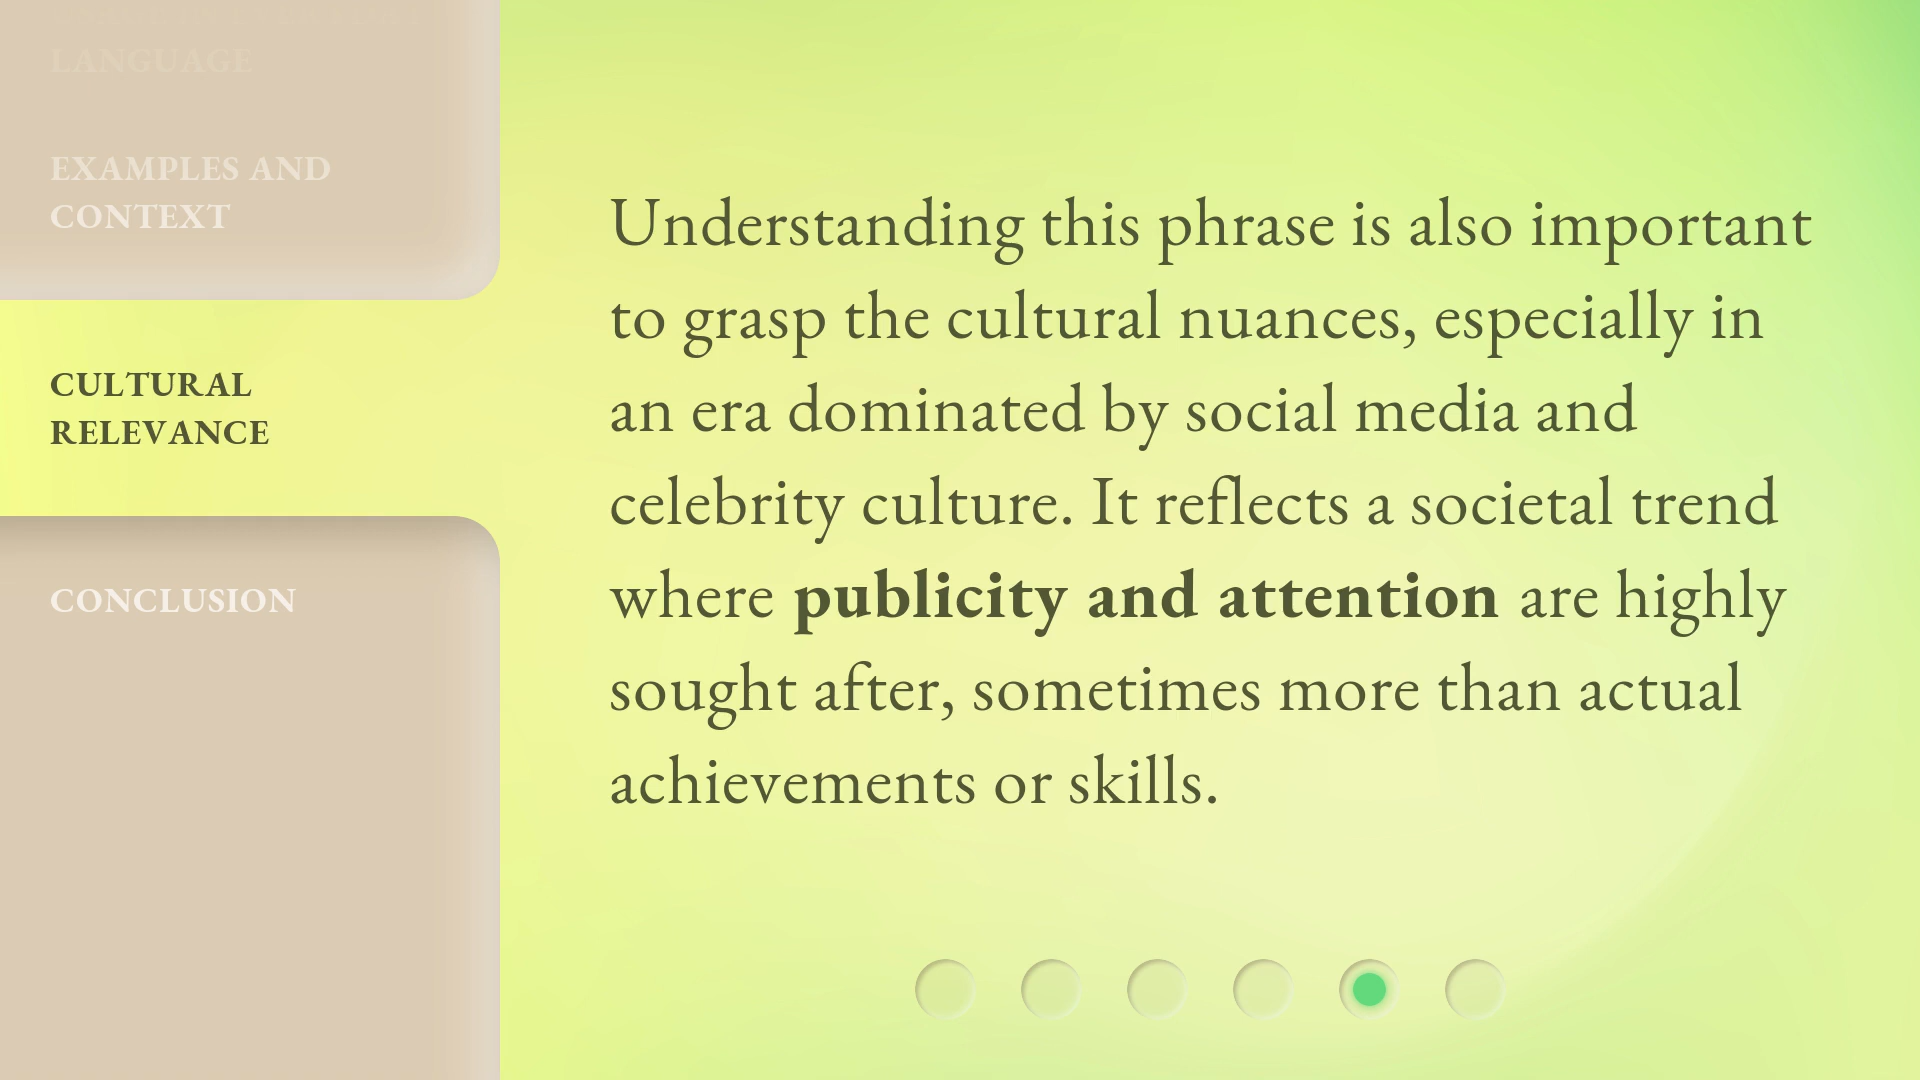 LANGUAGE
EXAMPLES AND
CONTEXT
CULTURAL
RELEVANCE
CONCLUSION
Understanding this phrase is also important
to grasp the cultural nuances, especially in
an era dominated by social media and
celebrity culture. It reflects a societal trend
where publicity and attention are highly
sought after, sometimes more than actual
achievements or skills.